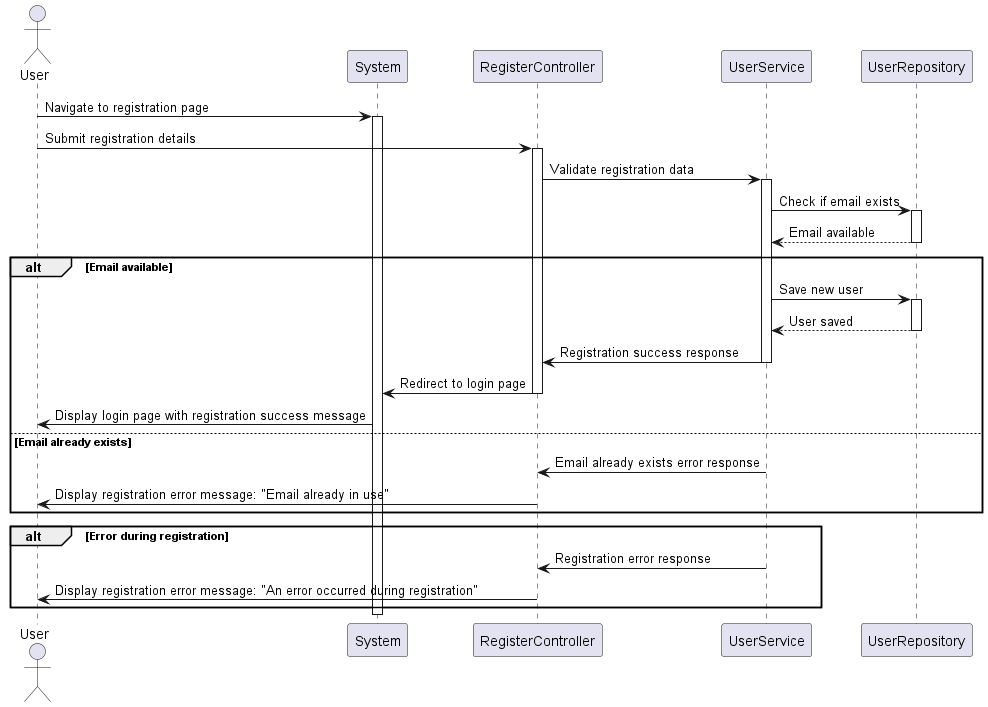 User
System
RegisterController
UserService
UserRepository
Navigate to registration page
Submit registration details
Validate registration data
Check if email exists
Email available
alt [Email available]
Save new user
User saved
Registration success response
Redirect to login page
Display login page with registration success message
[Email already exists]
Email already exists error response
Display registration error message: "Email already in use"
alt [Error during registration]
Registration error response
Display registration error message: "An error occurred during registration"
User
System
RegisterController
UserService
UserRepository